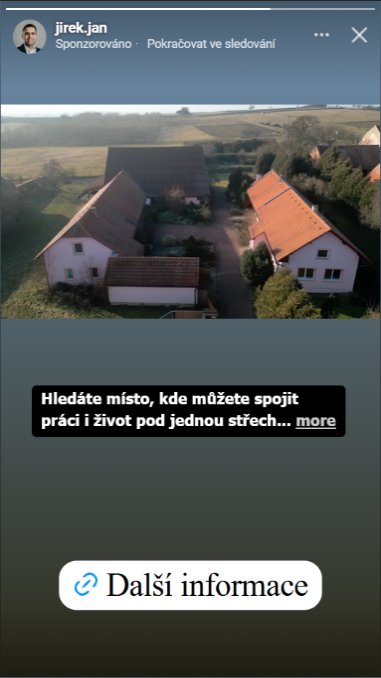 jirek.jan
Sponzorováno · Pokračovat ve sledování
Hledáte místo, kde můžete spojit
práci i život pod jednou střech... more
Další informace